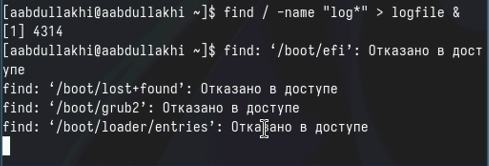 [aabdullakhi@aabdullakhi ~]$ find / -name "log*" > logfile &
[1] 4314
[aabdullakhi@aabdullakhi ~]$ find: ‘/boot/efi’: Отказано в дост
упе
find: ‘/boot/lost+found’: Отказано в доступе
find: ‘/boot/grub2’: Отказано в доступе
find: ‘/boot/loader/entries’: Отказано в доступе